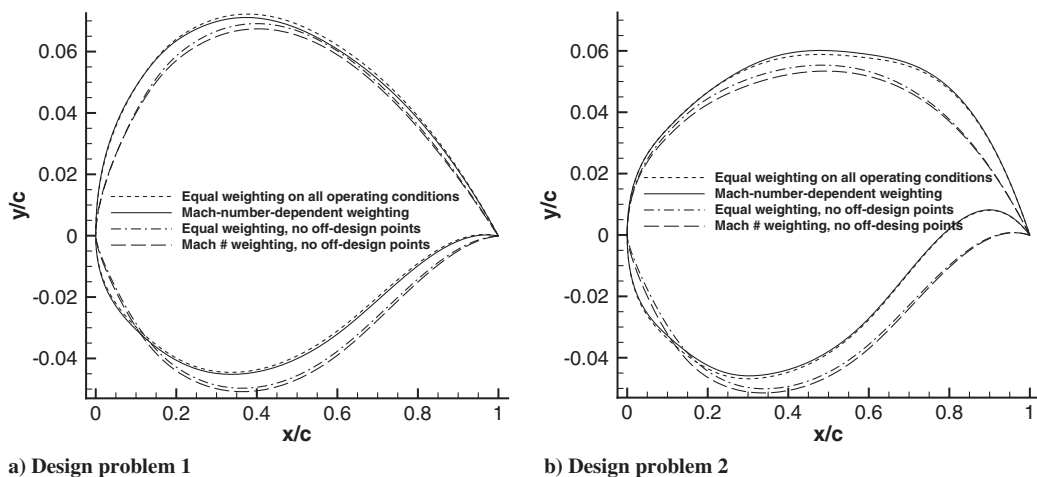 0.06
0.04
0.02
0
-0.02
-0.04
y/c
Equal weighting on all operating conditions
Mach-number-dependent weighting
Equal weighting, no off-design points
Mach # weighting, no off-design points
0 0.2 0.4 0.6 0.8 1
x/c
a) Design problem 1
0.06
0.04
0.02
0
-0.02
-0.04
y/c
Equal weighting on all operating conditions
Mach-number-dependent weighting
Equal weighting, no off-design points
Mach # weighting, no off-desing points
0 0.2 0.4 0.6 0.8 1
x/c
b) Design problem 2